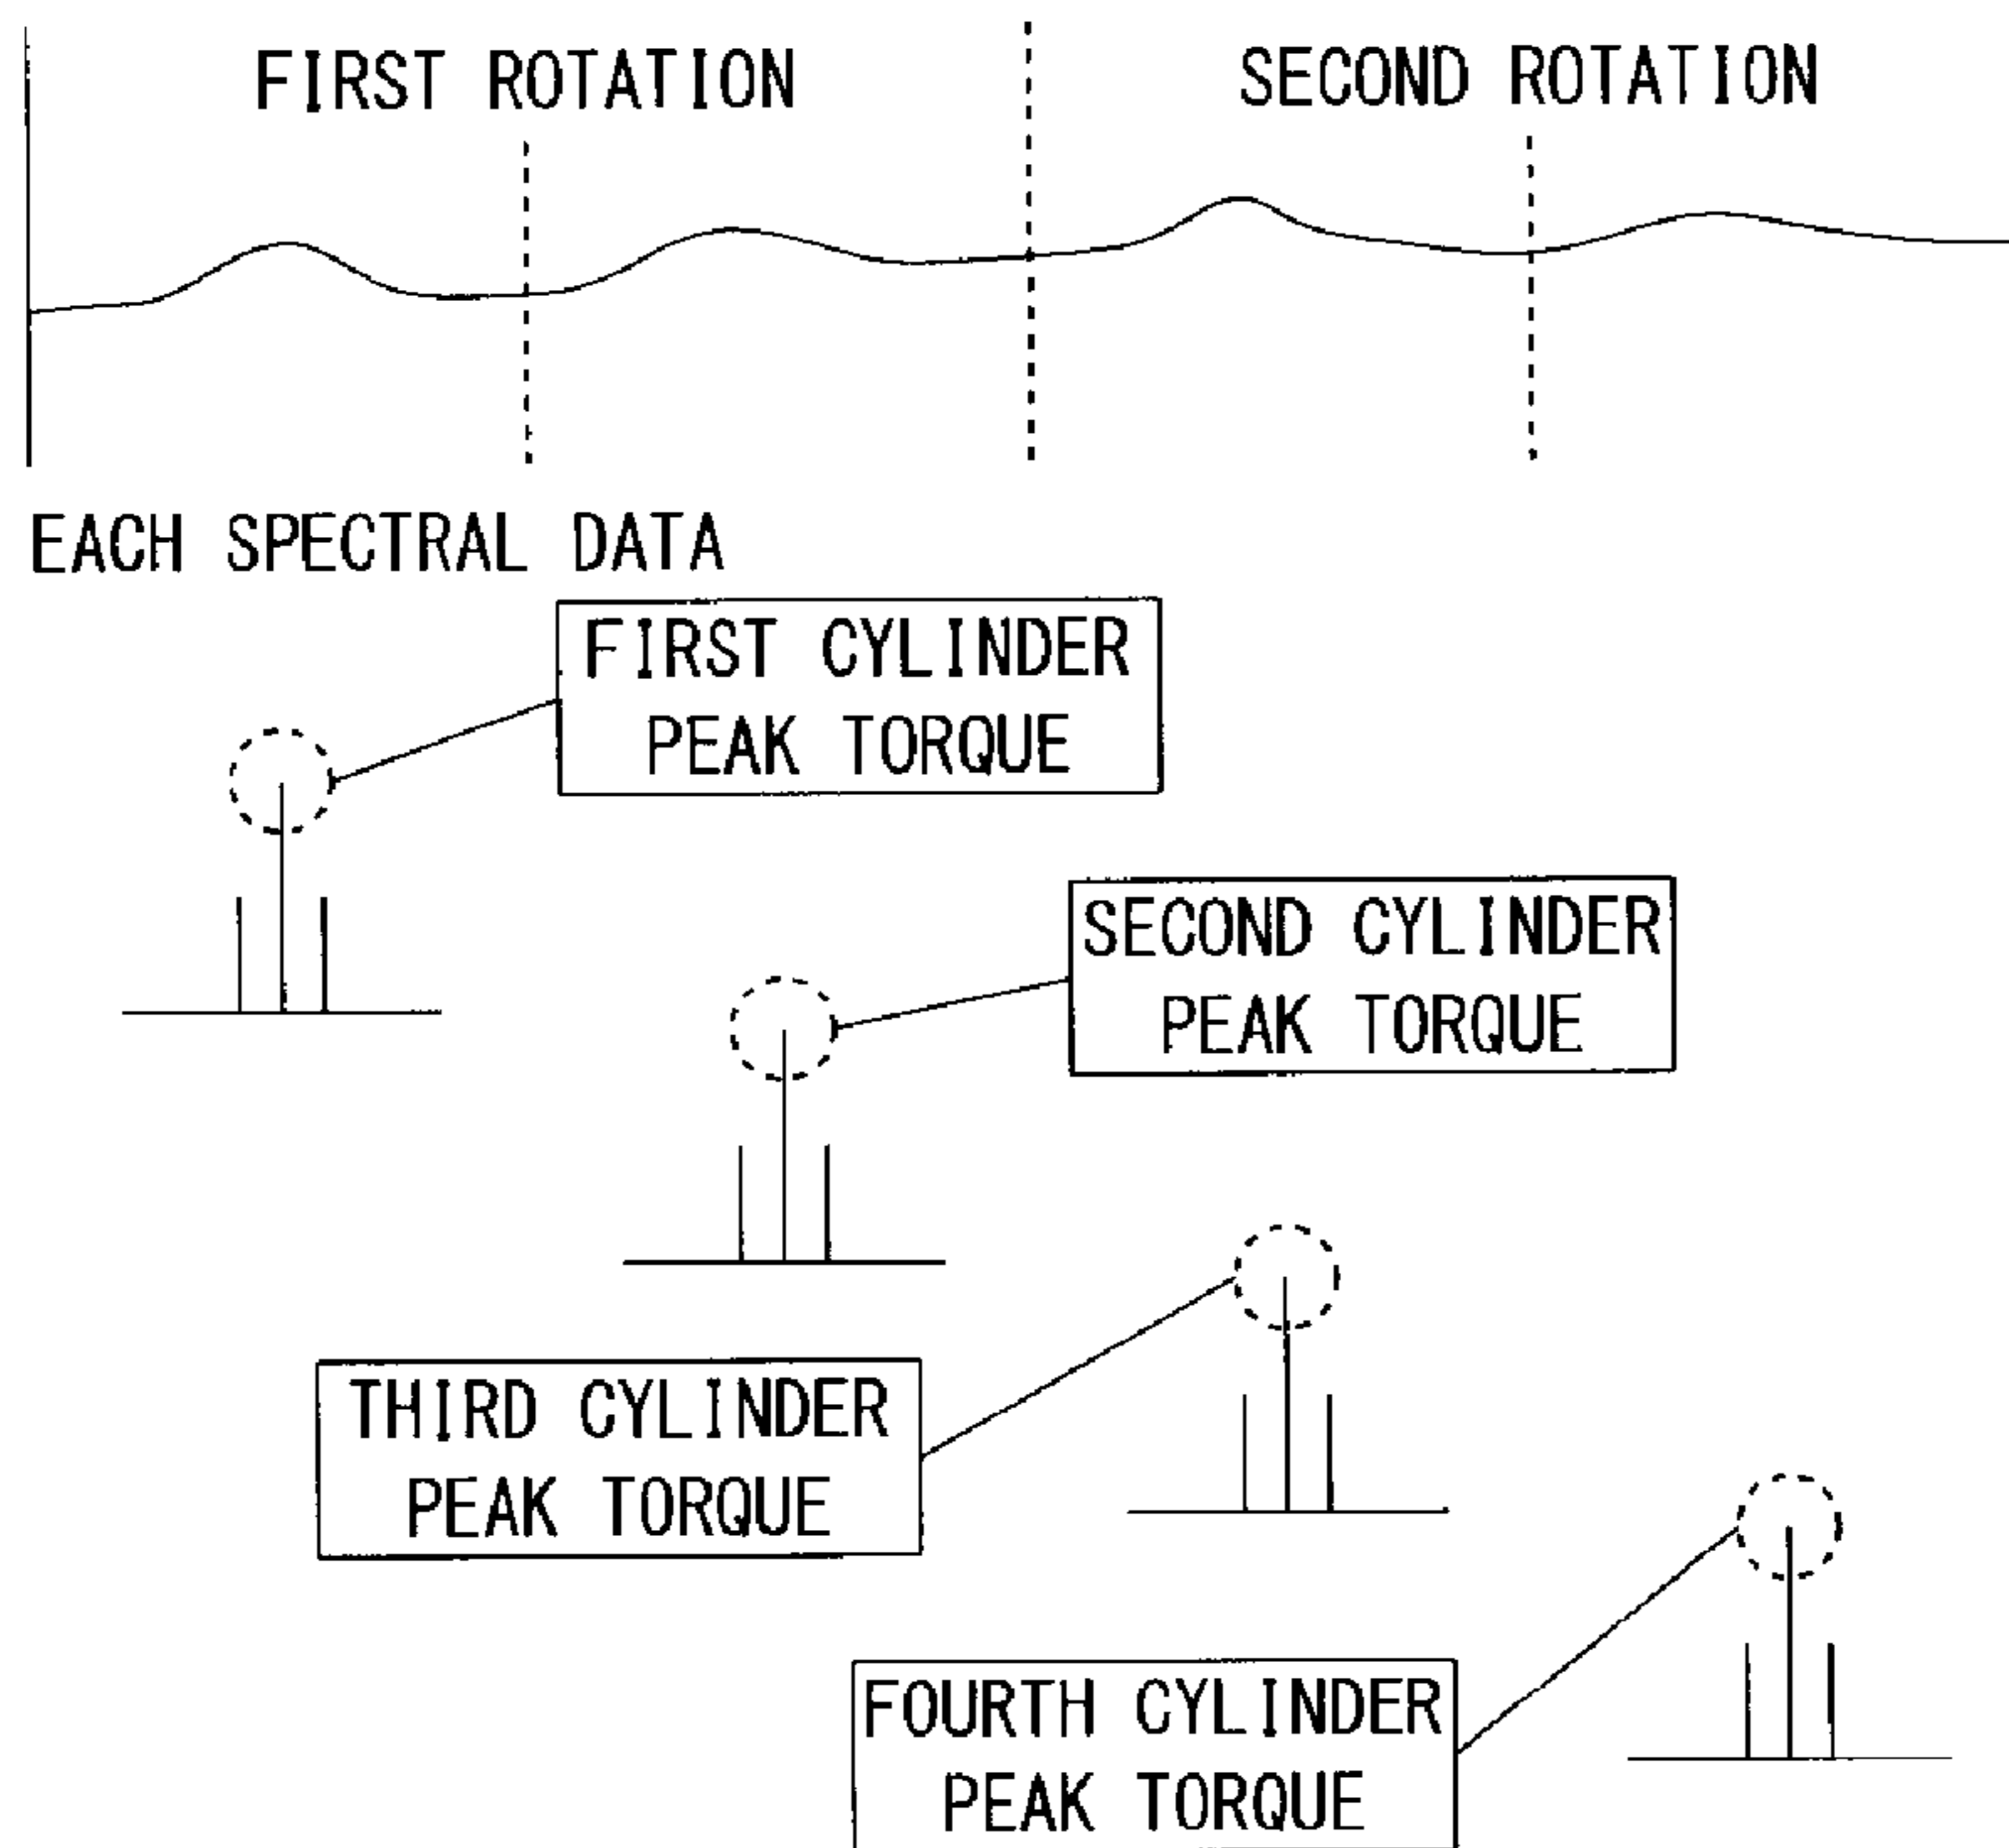 FIRST ROTATION
SECOND ROTATION
EACH SPECTRAL DATA
FIRST CYLINDER
PEAK TORQUE
SECOND CYLINDER
PEAK TORQUE
THIRD CYLINDER
PEAK TORQUE
FOURTH CYLINDER
PEAK TORQUE